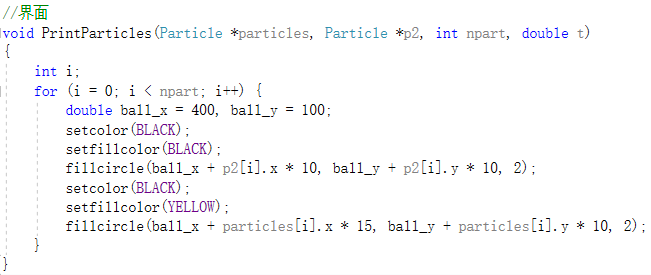 //界面
void PrintParticles(Particle *particles, Particle *p2, int npart, double t)
{
    int i;
    for (i = 0; i < npart; i++) {
        double ball_x = 400, ball_y = 100;
        setcolor(BLACK);
        setfillcolor(BLACK);
        fillcircle(ball_x + p2[i].x * 10, ball_y + p2[i].y * 10, 2);
        setcolor(BLACK);
        setfillcolor(YELLOW);
        fillcircle(ball_x + particles[i].x * 15, ball_y + particles[i].y * 10, 2);
    }
}